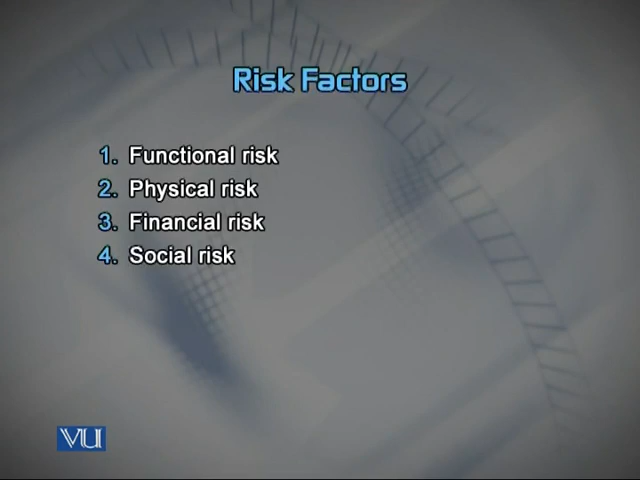 Risk Factors
1. Functional risk
2. Physical risk
3. Financial risk
4. Social risk
VU